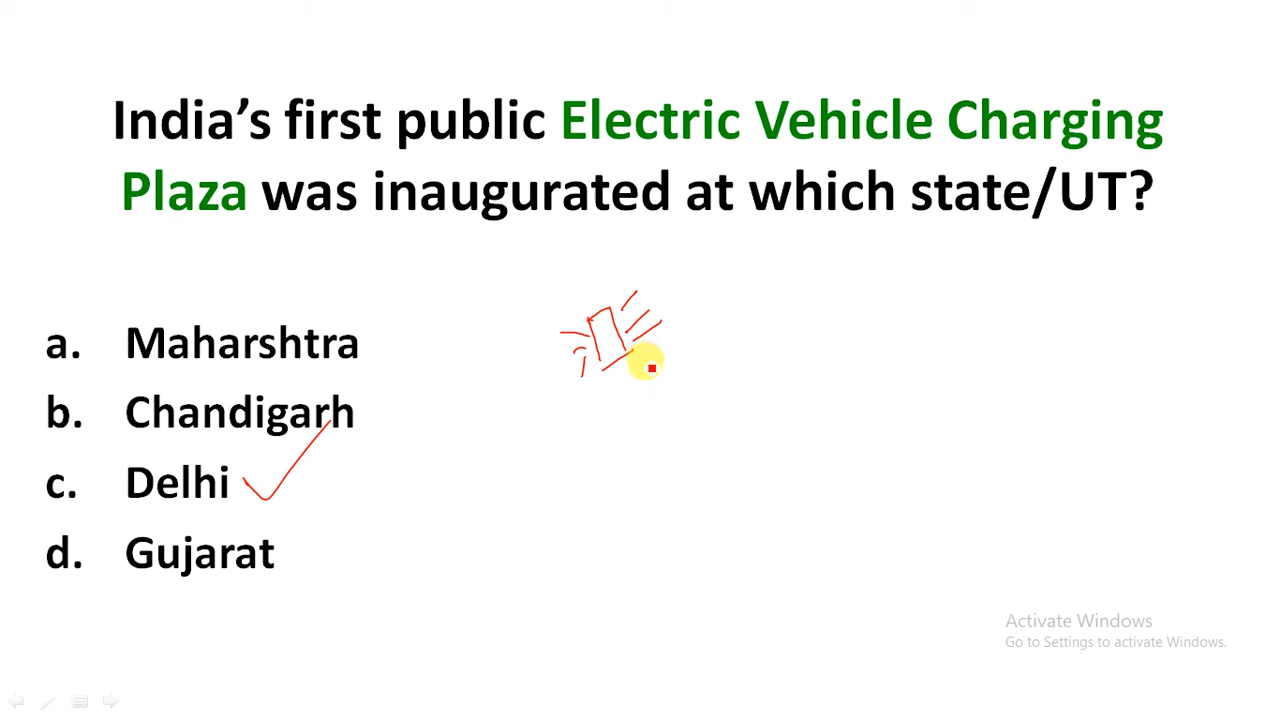 India’s first public Electric Vehicle Charging
Plaza was inaugurated at which state/UT?
a. Maharshtra
b. Chandigarh
c. Delhi
d. Gujarat
Activate Windows
Go to Settings to activate Windows.